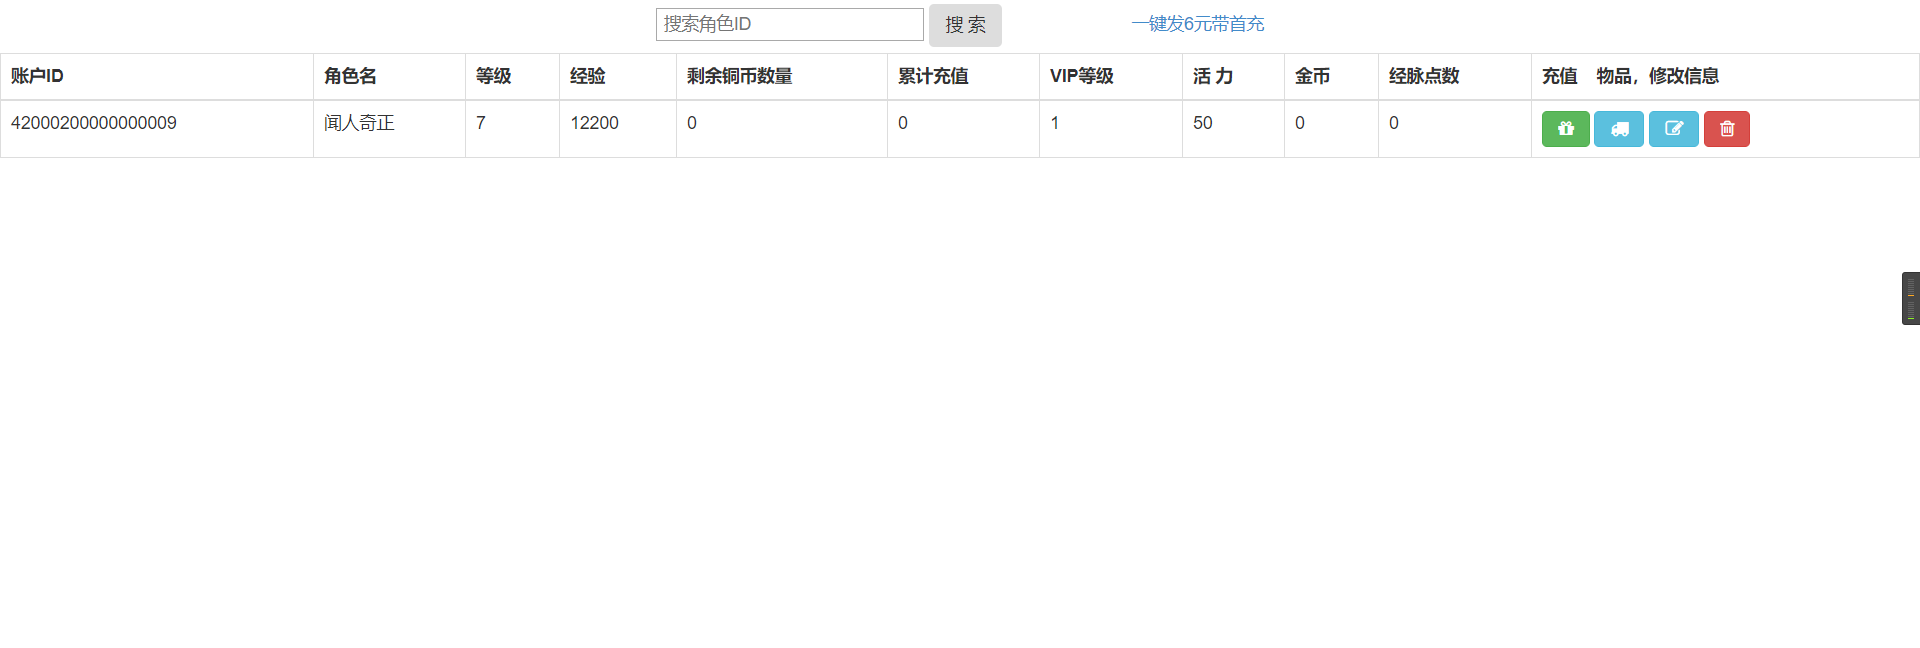 搜索角色ID 搜 索 一键发6元带首充
账户ID 角色名 等级 经验 剩余铜币数量 累计充值 VIP等级 活 力 金币 经脉点数 充值 物品，修改信息
42000200000000009 闻人奇正 7 12200 0 0 1 50 0 0